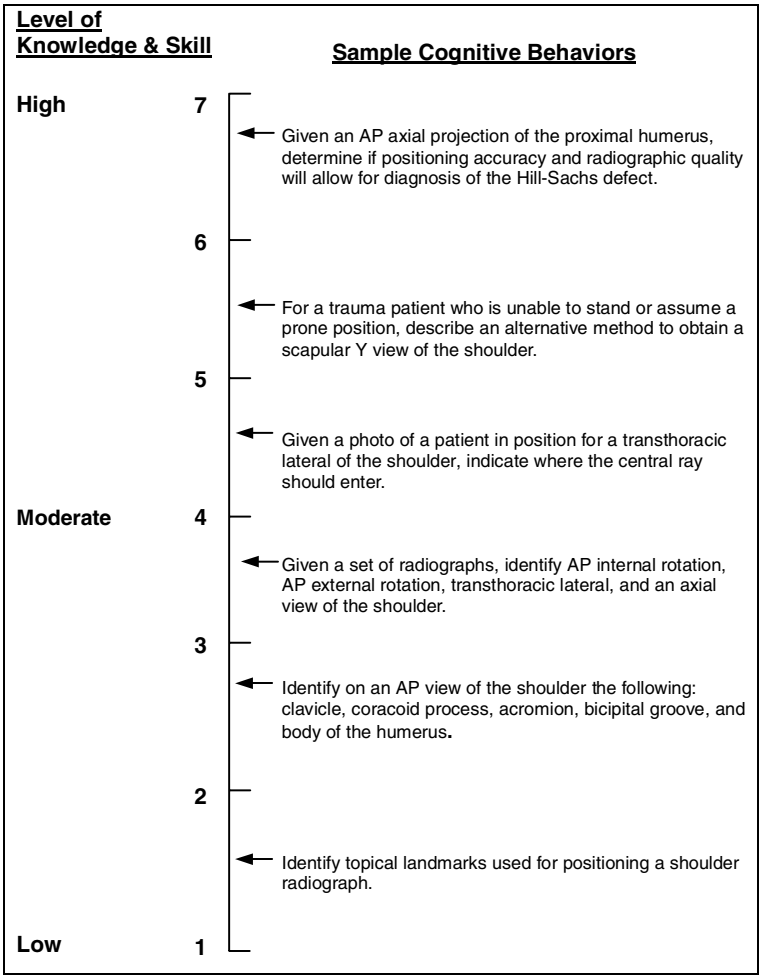 Level of
Knowledge & Skill
Sample Cognitive Behaviors
High
7
Given an AP axial projection of the proximal humerus,
determine if positioning accuracy and radiographic quality
will allow for diagnosis of the Hill-Sachs defect.
6
For a trauma patient who is unable to stand or assume a
prone position, describe an alternative method to obtain a
scapular Y view of the shoulder.
5
Given a photo of a patient in position for a transthoracic
lateral of the shoulder, indicate where the central ray
should enter.
Moderate
4
Given a set of radiographs, identify AP internal rotation,
AP external rotation, transthoracic lateral, and an axial
view of the shoulder.
3
Identify on an AP view of the shoulder the following:
clavicle, coracoid process, acromion, bicipital groove, and
body of the humerus.
2
Identify topical landmarks used for positioning a shoulder
radiograph.
Low
1